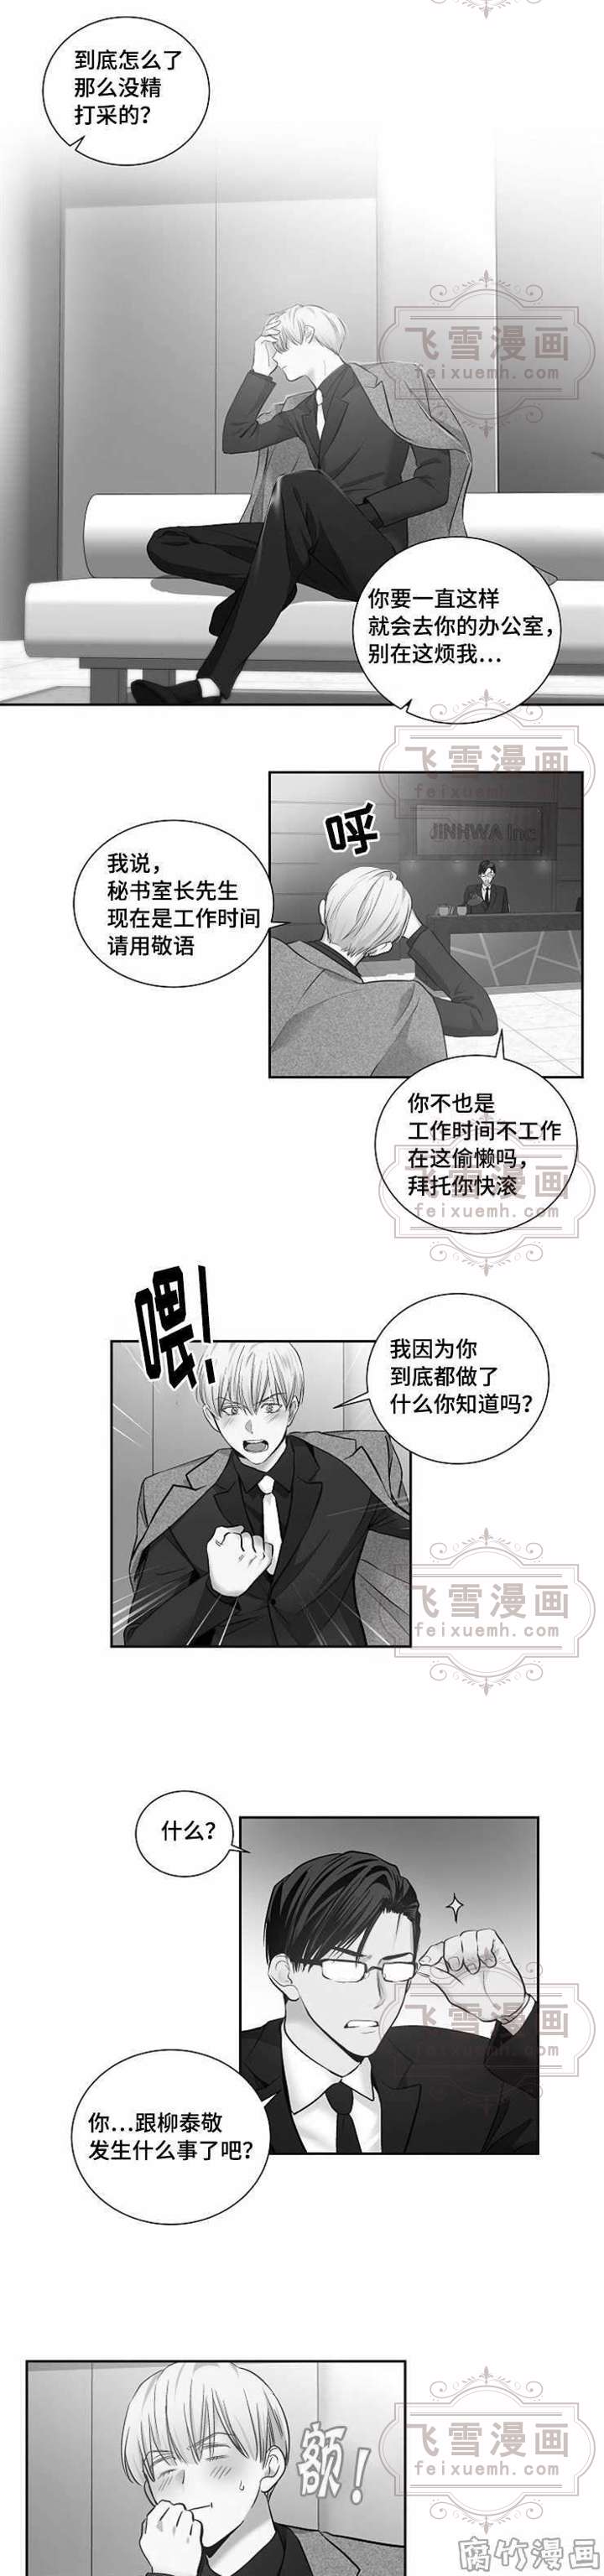 到底怎么了
那么没精
打采的?
飞雪漫画
feixuemh.com
你要一直这样
就会去你的办公室,
别在这烦我...
飞雪漫画
feixuemh.com
JINHWA Inc
哼
我说,
秘书室长先生
现在是工作时间
请用敬语
你不也是
工作时间不工作
在这偷懒吗,
拜托你快滚
飞雪漫画
feixuemh.com
喂!
我因为你
到底都做了
什么你知道吗?
飞雪漫画
feixuemh.com
什么?
飞雪漫画
feixuemh.com
你...跟柳泰敬
发生什么事了吧?
额!
飞雪漫画
feixuemh.com
腐竹漫画